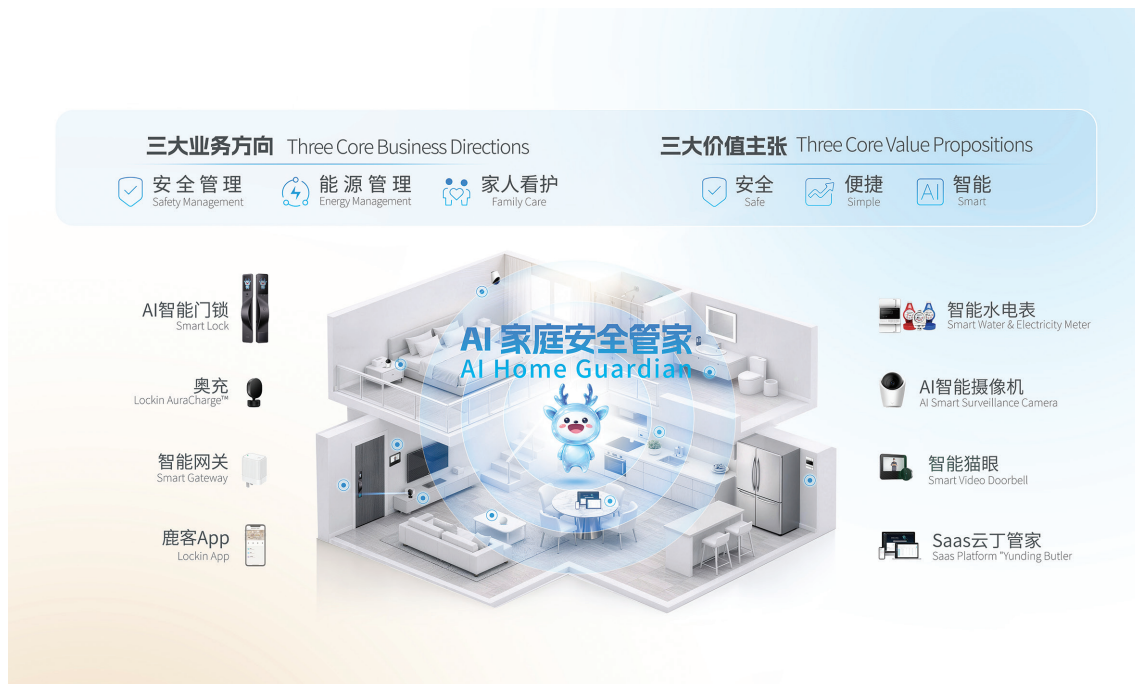 三大业务方向 Three Core Business Directions
安全管理
Safety Management
能源管理
Energy Management
家人看护
Family Care
三大价值主张 Three Core Value Propositions
安全
Safe
便捷
Simple
AI
智能
Smart
AI智能门锁
Smart Lock
奥充
Lockin AuraCharge™
智能网关
Smart Gateway
鹿客App
Lockin App
AI 家庭安全管家
AI Home Guardian
智能水电表
Smart Water & Electricity Meter
AI智能摄像机
AI Smart Surveillance Camera
智能猫眼
Smart Video Doorbell
Saas云丁管家
Saas Platform "Yunding Butler